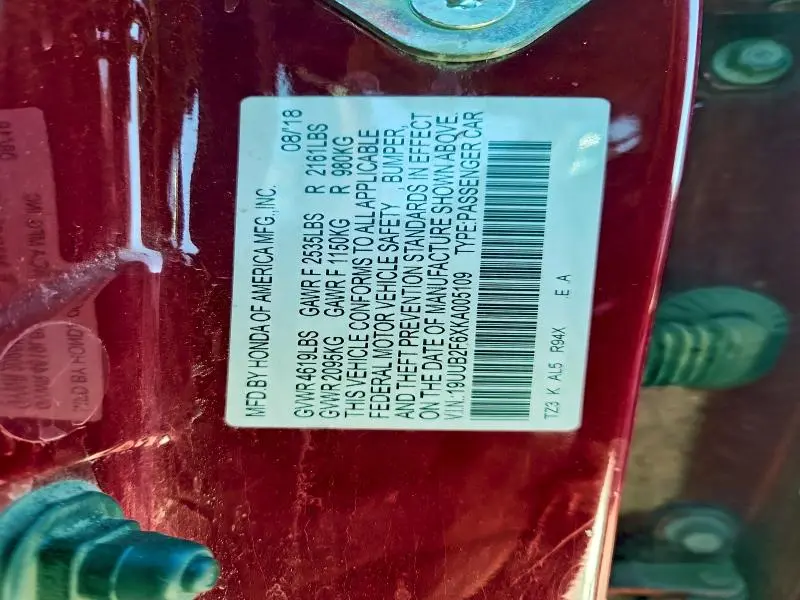 MFD.BY HONDA OF AMERICA MFG.,INC. 08/'18
GVWR 4619LBS GAWR F 2535LBS R 2161LBS
GVWR 2095KG GAWR F 1150KG R 980KG
THIS VEHICLE CONFORMS TO ALL APPLICABLE
FEDERAL MOTOR VEHICLE SAFETY , BUMPER,
AND THEFT PREVENTION STANDARDS IN EFFECT
ON THE DATE OF MANUFACTURE SHOWN ABOVE.
V.I.N.:19UUB2F6XKA005109 TYPE:PASSENGER CAR
TZ3 K AL5 R94X E A